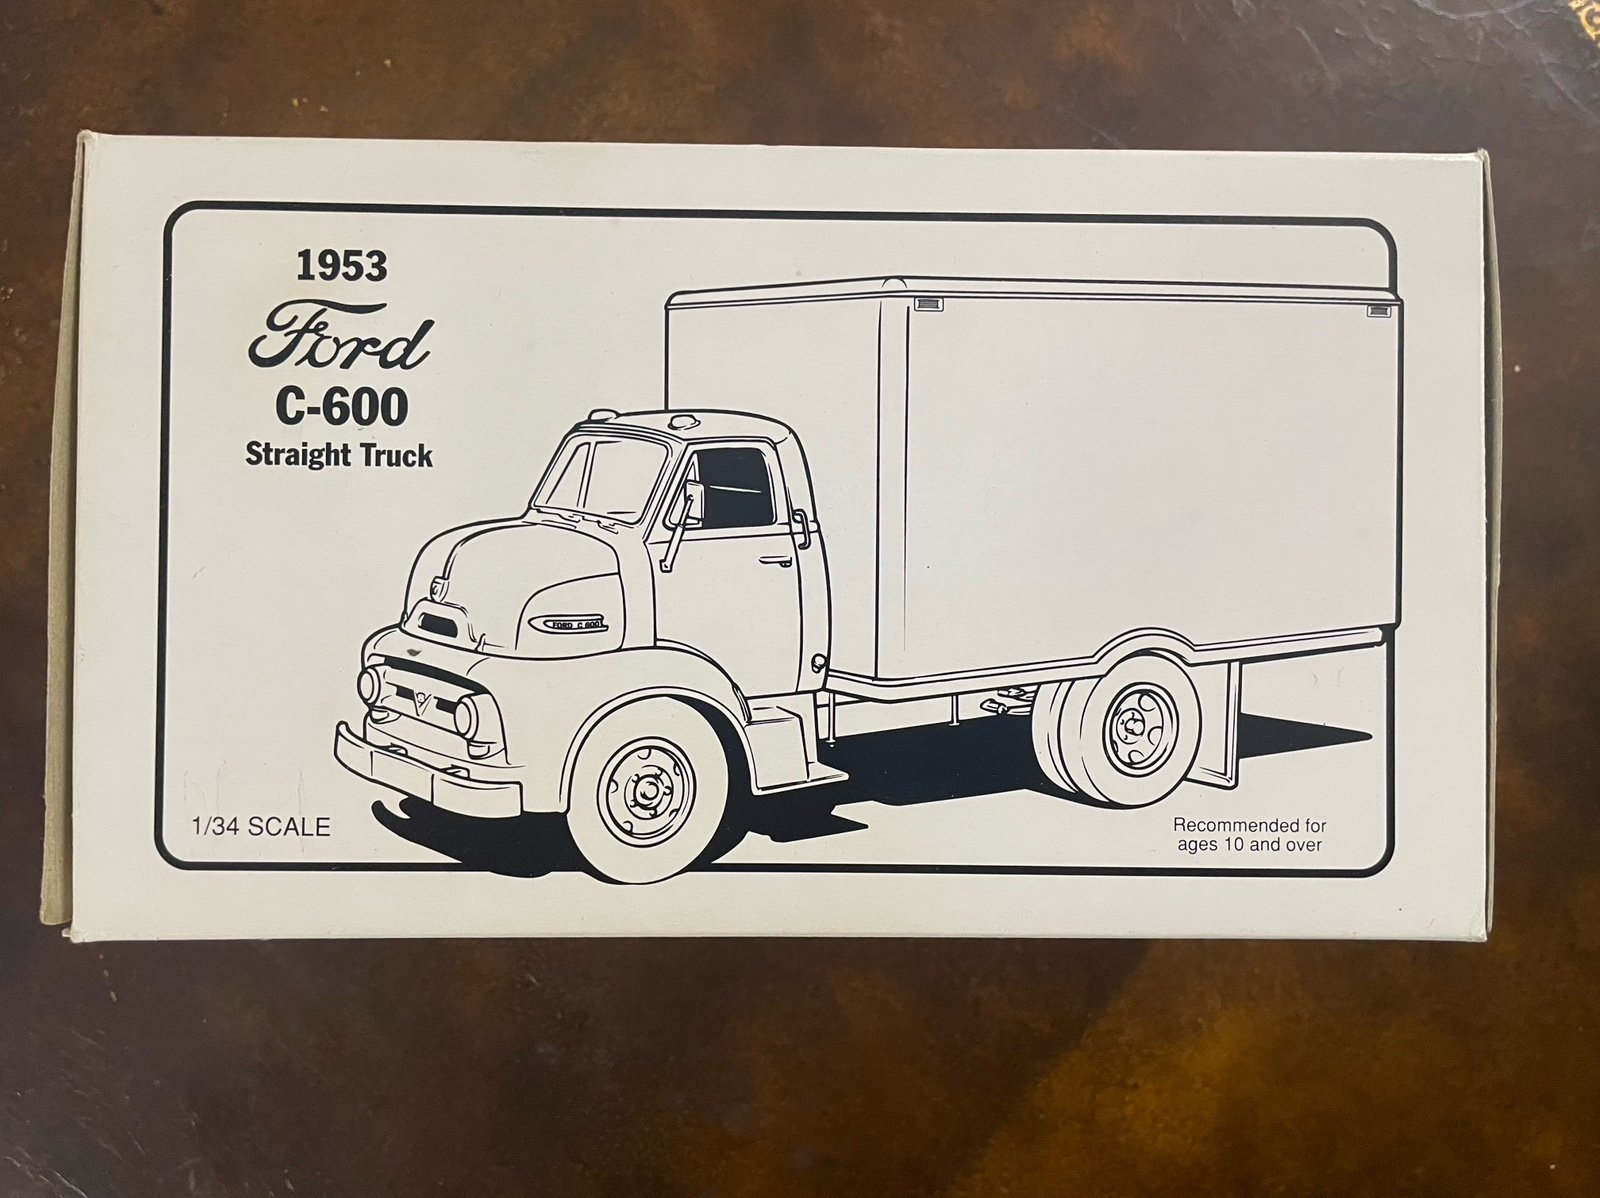 1953
Ford
C-600
Straight Truck
FORD C 600
1/34 SCALE
Recommended for
ages 10 and over